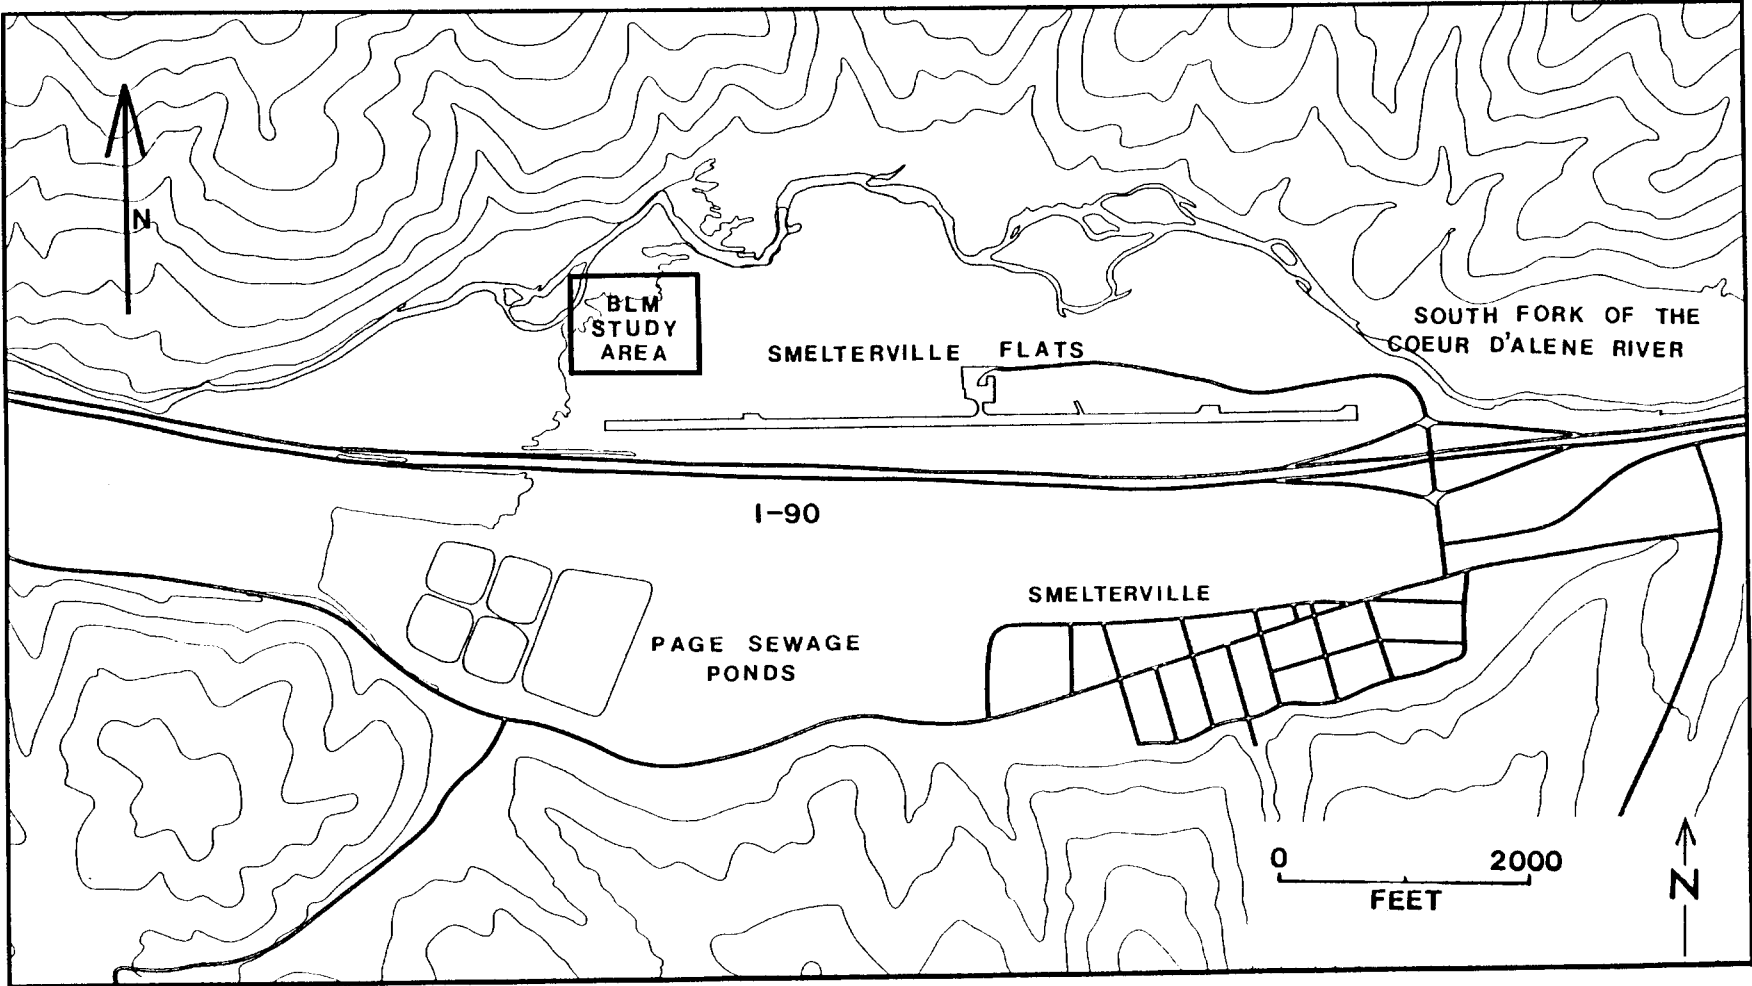 N
BLM
STUDY
AREA
SMELTERVILLE FLATS
SOUTH FORK OF THE
COEUR D'ALENE RIVER
I-90
SMELTERVILLE
PAGE SEWAGE
PONDS
0 2000
FEET
N